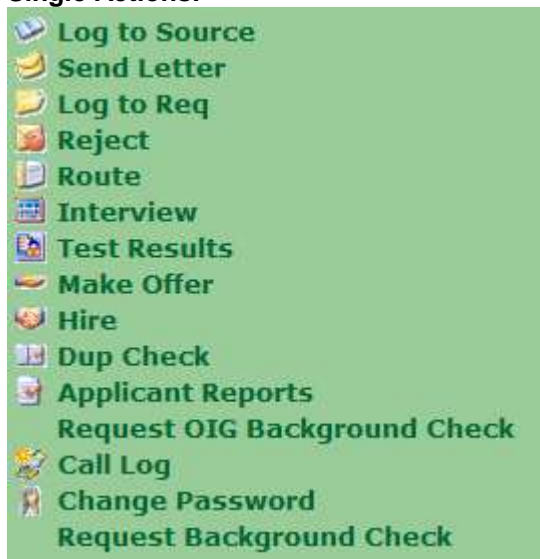 Single Actions:
Log to Source
Send Letter
Log to Req
Reject
Route
Interview
Test Results
Make Offer
Hire
Dup Check
Applicant Reports
Request OIG Background Check
Call Log
Change Password
Request Background Check